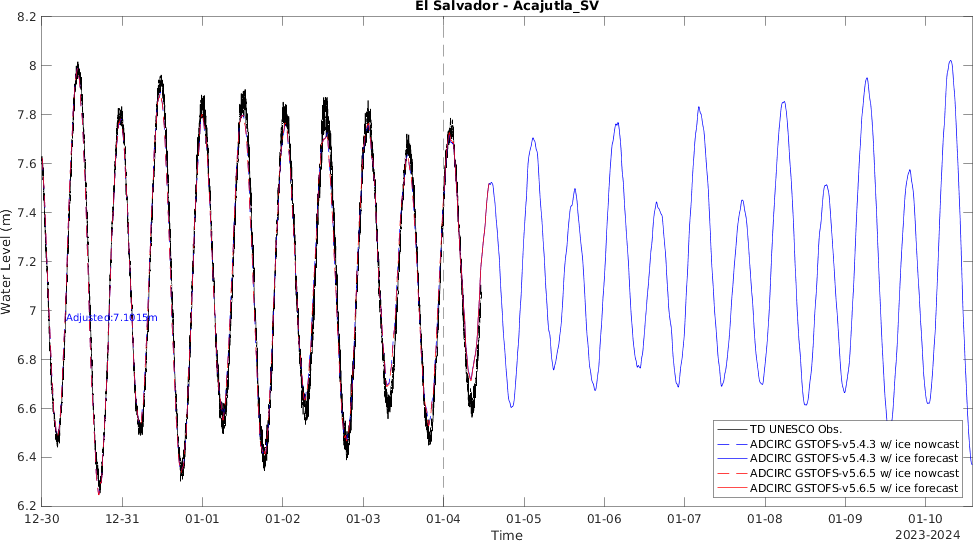 El Salvador - Acajutla_SV
8.2
8
7.8
7.6
7.4
7.2
7
6.8
6.6
6.4
6.2
Water Level (m)
Adjusted:7.1015m
TD UNESCO Obs.
ADCIRC GSTOFS-v5.4.3 w/ ice nowcast
ADCIRC GSTOFS-v5.4.3 w/ ice forecast
ADCIRC GSTOFS-v5.6.5 w/ ice nowcast
ADCIRC GSTOFS-v5.6.5 w/ ice forecast
12-30 12-31 01-01 01-02 01-03 01-04 01-05 01-06 01-07 01-08 01-09 01-10
Time
2023-2024